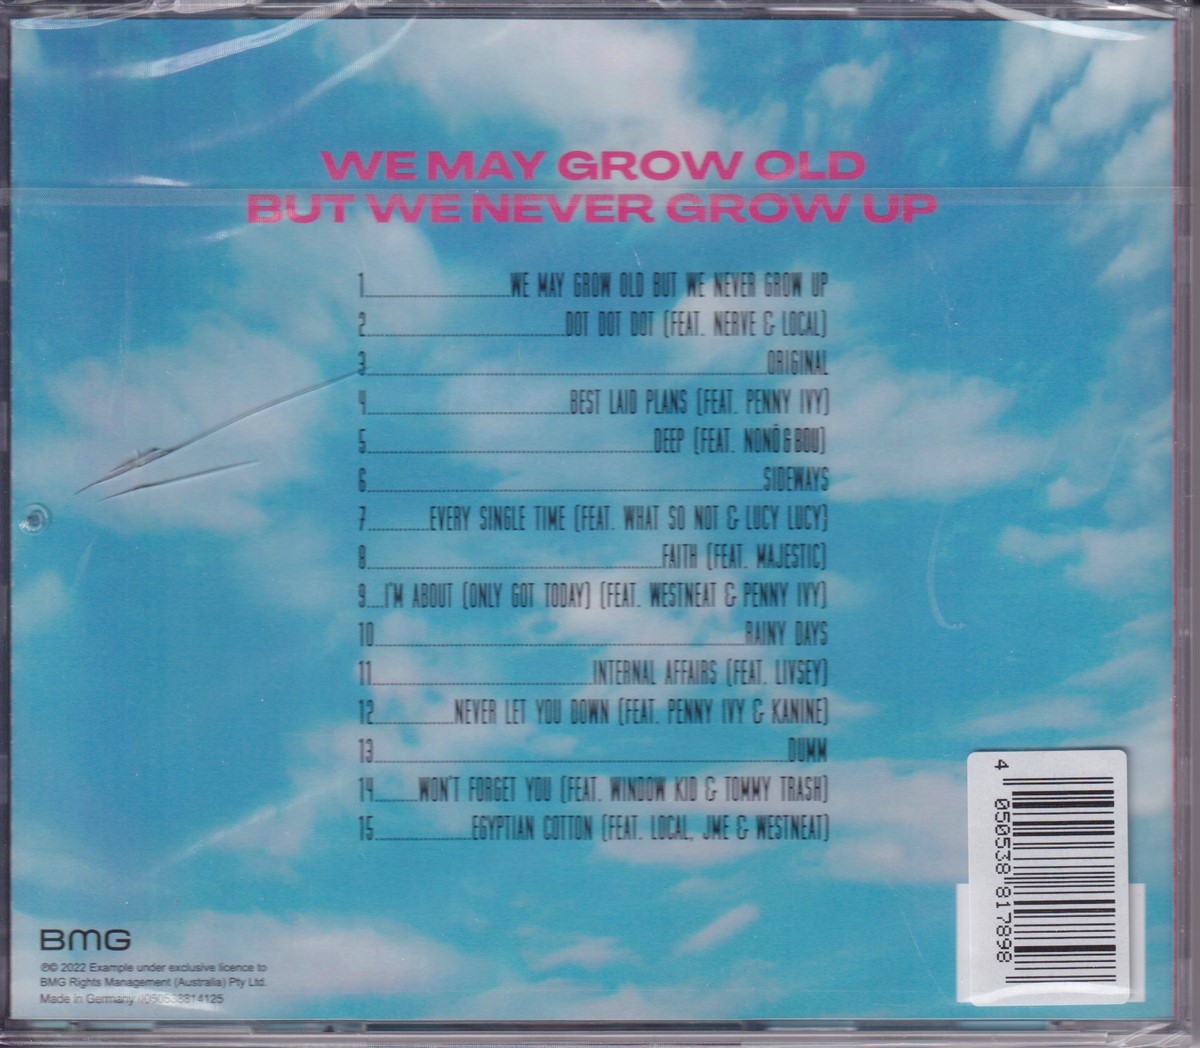 WE MAY GROW OLD
BUT WE NEVER GROW UP
1 WE MAY GROW OLD BUT WE NEVER GROW UP
2 DOT DOT DOT (FEAT. NERVE & LOCAL)
3 ORIGINAL
4 BEST LAID PLANS (FEAT. PENNY IVY)
5 DEEP (FEAT. NONÔ & BOU)
6 SIDEWAYS
7 EVERY SINGLE TIME (FEAT. WHAT SO NOT & LUCY LUCY)
8 FAITH (FEAT. MAJESTIC)
9 I'M ABOUT (ONLY GOT TODAY) (FEAT. WESTNEAT & PENNY IVY)
10 RAINY DAYS
11 INTERNAL AFFAIRS (FEAT. LIVSEY)
12 NEVER LET YOU DOWN (FEAT. PENNY IVY & KANINE)
13 DUMM
14 WON'T FORGET YOU (FEAT. WINDOW KID & TOMMY TRASH)
15 EGYPTIAN COTTON (FEAT. LOCAL, JME & WESTNEAT)
BMG
℗© 2022 Example under exclusive licence to
BMG Rights Management (Australia) Pty Ltd.
Made in Germany 4050538814125
4 050538 817898